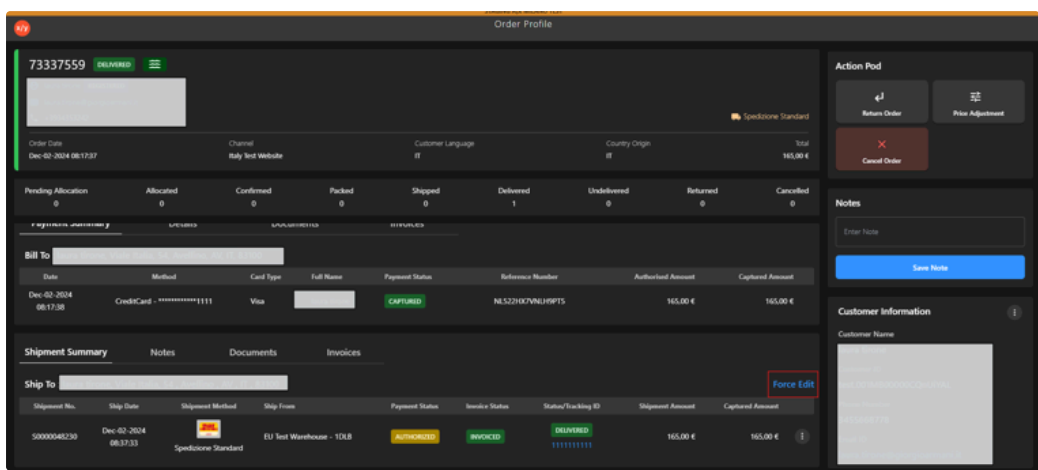 x/y
Order Profile
73337559 DELIVERED
Spedizione Standard
Order Date Channel Customer Language Country Origin Total
Dec-02-2024 08:17:37 Italy Test Website IT IT 165,00 €
Pending Allocation Allocated Confirmed Packed Shipped Delivered Undelivered Returned Cancelled
0 0 0 0 0 1 0 0 0
Payment Summary Details Documents Invoices
Bill To
Date Method Card Type Full Name Payment Status Reference Number Authorised Amount Captured Amount
Dec-02-2024
08:17:38 CreditCard - ************1111 Visa CAPTURED NLS22HX7VNLH9PT5 165,00 € 165,00 €
Shipment Summary Notes Documents Invoices
Ship To Force Edit
Shipment No. Ship Date Shipment Method Ship From Payment Status Invoice Status Status/Tracking ID Shipment Amount Captured Amount
S0000048230 Dec-02-2024
08:37:33 DHL
Spedizione Standard EU Test Warehouse - 1DLB AUTHORIZED INVOICED DELIVERED
1111111111 165,00 € 165,00 €
Action Pod
Return Order Price Adjustment
Cancel Order
Notes
Enter Note
Save Note
Customer Information
Customer Name